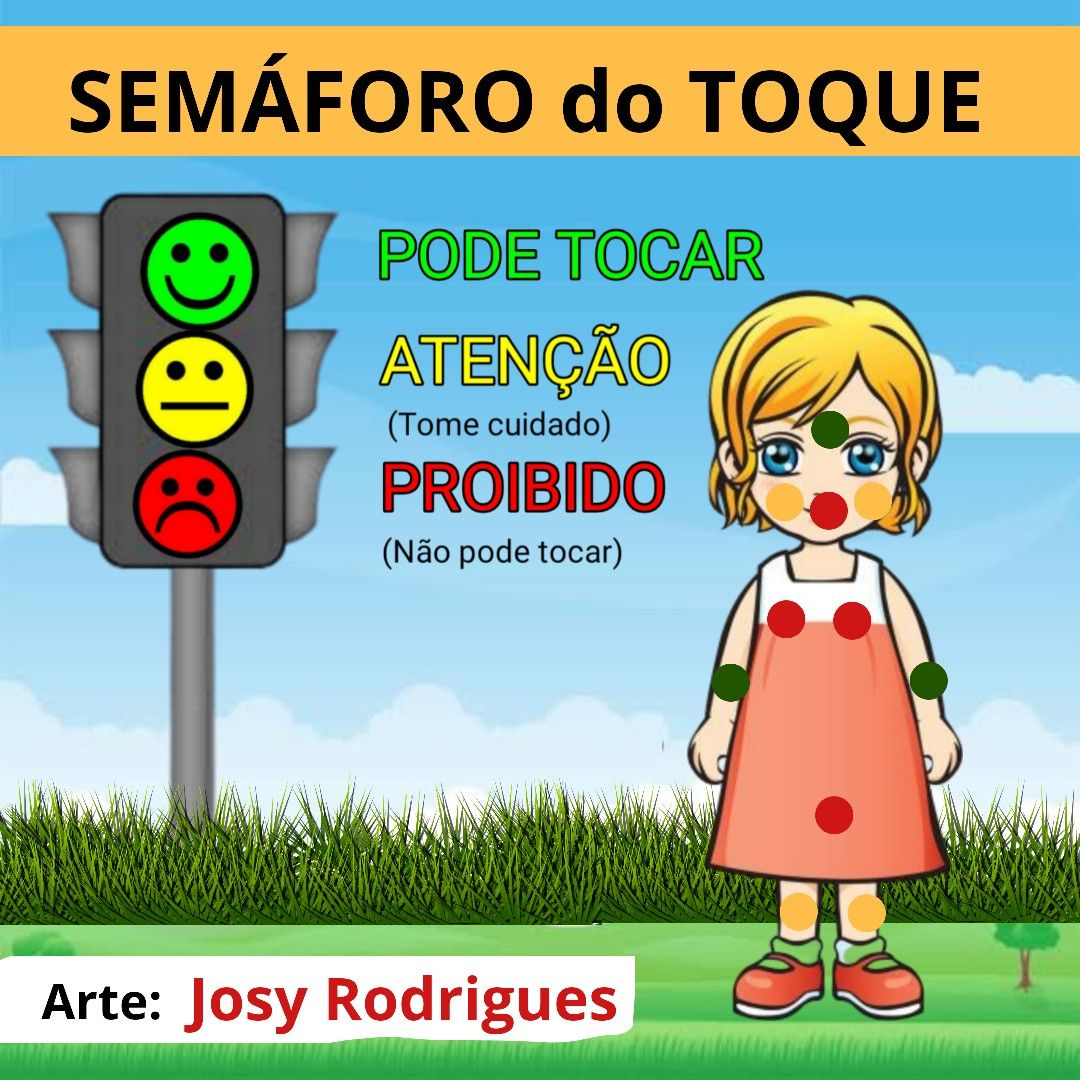 SEMÁFORO do TOQUE
PODE TOCAR
ATENÇÃO
(Tome cuidado)
PROIBIDO
(Não pode tocar)
Arte: Josy Rodrigues